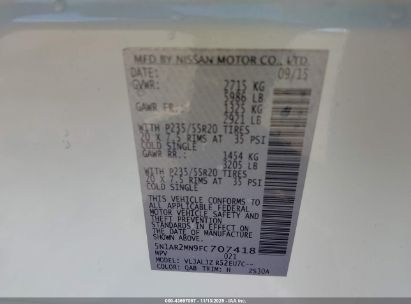 MFD BY NISSAN MOTOR CO., LTD.
09/15
GVWR: 2715 KG
5986 LB
GAWR FR.: 1325 KG
2921 LB
WITH P235/55R20 TIRES
20 X 7.5 RIMS AT 35 PSI
COLD SINGLE
GAWR RR.: 1454 KG
3205 LB
WITH P235/55R20 TIRES
20 X 7.5 RIMS AT 35 PSI
COLD SINGLE
THIS VEHICLE CONFORMS TO ALL
APPLICABLE FEDERAL
MOTOR VEHICLE SAFETY
AND THEFT PREVENTION
STANDARDS IN EFFECT ON
THE DATE OF MANUFACTURE
SHOWN ABOVE.
5N1AR2MN9FC707418
MPV 021
MODEL:
COLOR QAB TRIM: H